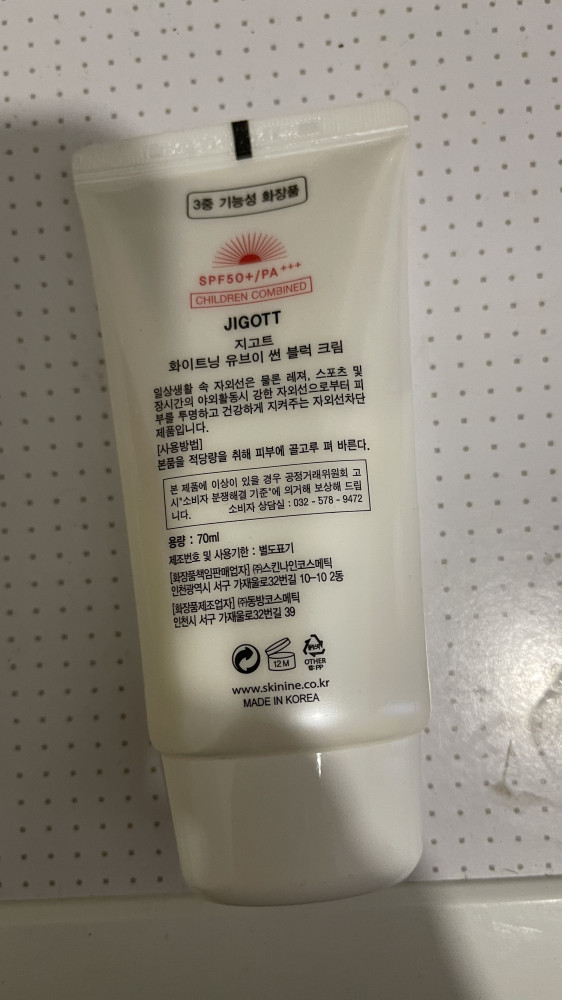 3중 기능성 화장품
SPF50+/PA+++
CHILDREN COMBINED
JIGOTT
지고트
화이트닝 유브이 썬 블럭 크림
일상생활 속 자외선은 물론 레져, 스포츠 및
장시간의 야외활동시 강한 자외선으로부터 피
부를 투명하고 건강하게 지켜주는 자외선차단
제품입니다.
[사용방법]
본품을 적당량을 취해 피부에 골고루 펴 바른다.
본 제품에 이상이 있을 경우 공정거래위원회 고
시"소비자 분쟁해결 기준"에 의거해 보상해 드립
니다. 소비자 상담실 : 032 - 578 - 9472
용량 : 70ml
제조번호 및 사용기한 : 별도표기
[화장품책임판매업자] ㈜스킨나인코스메틱
인천광역시 서구 가재울로32번길 10-10 2동
[화장품제조업자] ㈜동방코스메틱
인천시 서구 가재울로32번길 39
12M
OTHER
www.skinine.co.kr
MADE IN KOREA